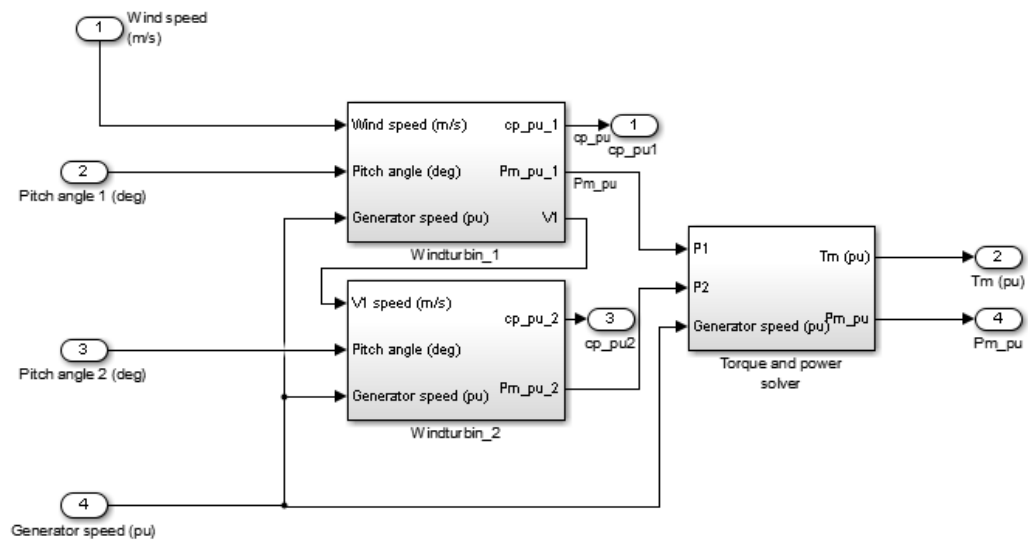 1
Wind speed
(m/s)
Wind speed (m/s)
cp_pu_1
cp_pu
1
cp_pu1
2
Pitch angle 1 (deg)
Pitch angle (deg)
Pm_pu_1
Pm_pu
Generator speed (pu)
V1
Windturbin_1
P1
Tm (pu)
2
Tm (pu)
P2
V1 speed (m/s)
cp_pu_2
3
cp_pu2
Generator speed (pu)
Pm_pu
4
Pm_pu
3
Pitch angle 2 (deg)
Pitch angle (deg)
Torque and power
solver
Generator speed (pu)
Pm_pu_2
Windturbin_2
4
Generator speed (pu)